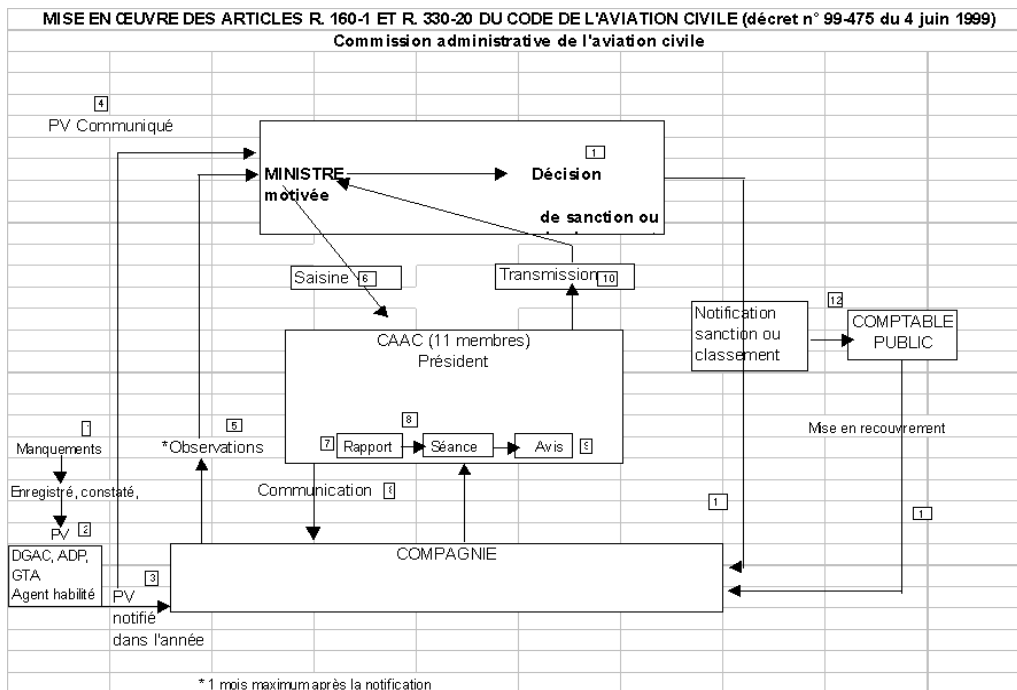 MISE EN ŒUVRE DES ARTICLES R. 160-1 ET R. 330-20 DU CODE DE L'AVIATION CIVILE (décret n° 99-475 du 4 juin 1999)
Commission administrative de l'aviation civile
4
PV Communiqué
1
MINISTRE
Décision
motivée
de sanction ou
Saisine 6
Transmission 10
Notification
sanction ou
classement
12
COMPTABLE
PUBLIC
CAAC (11 membres)
Président
Mise en recouvrement
Manquements
5
*Observations
8
7 Rapport
Séance
Avis
Enregistré, constaté,
Communication
1
1
PV 2
DGAC, ADP,
GTA
Agent habilité
COMPAGNIE
3
PV
notifié
dans l'année
* 1 mois maximum après la notification